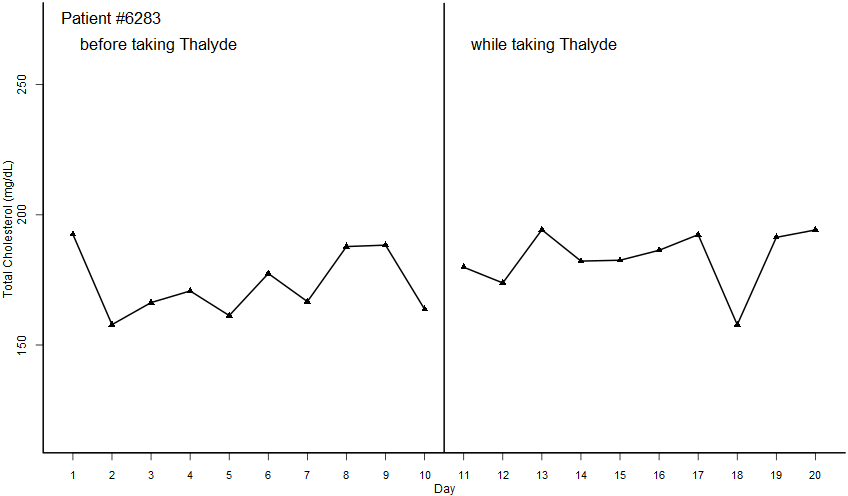 Patient #6283
before taking Thalyde
while taking Thalyde
Total Cholesterol (mg/dL)
250
200
150
1 2 3 4 5 6 7 8 9 10 11 12 13 14 15 16 17 18 19 20
Day